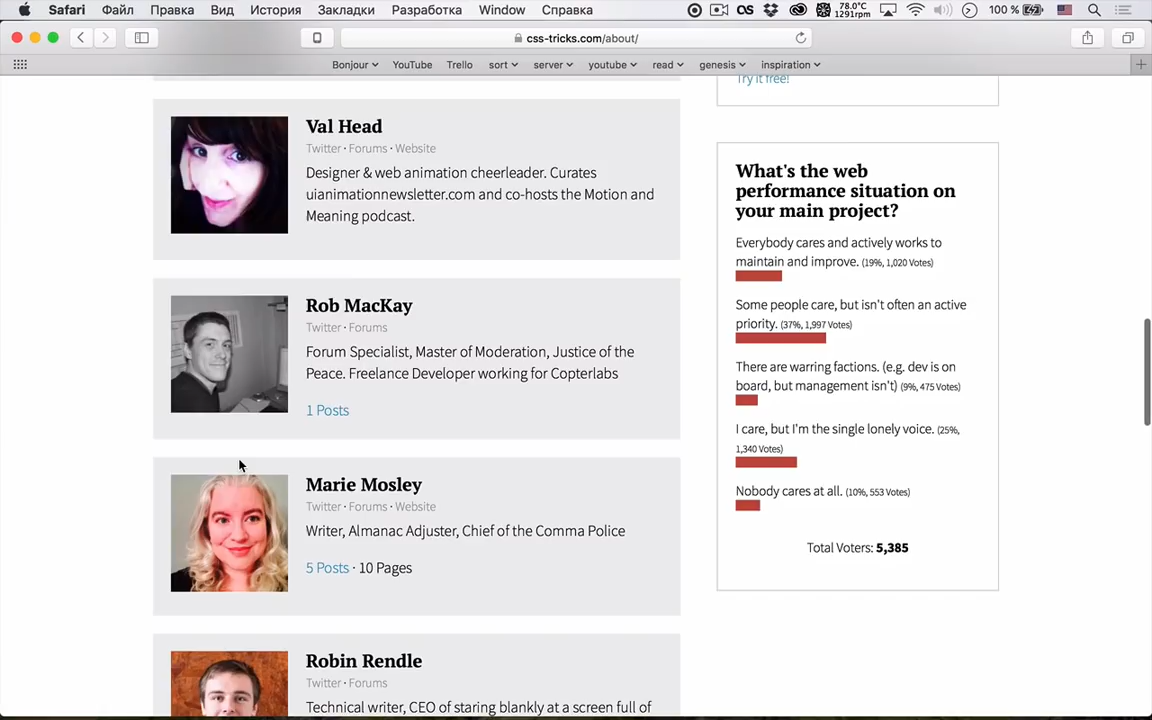 Safari Файл Правка Вид История Закладки Разработка Window Справка
78.0°C
1291rpm
100 %
css-tricks.com/about/
Bonjour YouTube Trello sort server youtube read genesis inspiration
Try it free!
Val Head
Twitter · Forums · Website
Designer & web animation cheerleader. Curates
uianimationnewsletter.com and co-hosts the Motion and
Meaning podcast.
Rob MacKay
Twitter · Forums
Forum Specialist, Master of Moderation, Justice of the
Peace. Freelance Developer working for Copterlabs
1 Posts
Marie Mosley
Twitter · Forums · Website
Writer, Almanac Adjuster, Chief of the Comma Police
5 Posts · 10 Pages
Robin Rendle
Twitter · Forums
Technical writer, CEO of staring blankly at a screen full of
What's the web
performance situation on
your main project?
Everybody cares and actively works to
maintain and improve. (19%, 1,020 Votes)
Some people care, but isn't often an active
priority. (37%, 1,997 Votes)
There are warring factions. (e.g. dev is on
board, but management isn't) (9%, 475 Votes)
I care, but I'm the single lonely voice. (25%,
1,340 Votes)
Nobody cares at all. (10%, 553 Votes)
Total Voters: 5,385